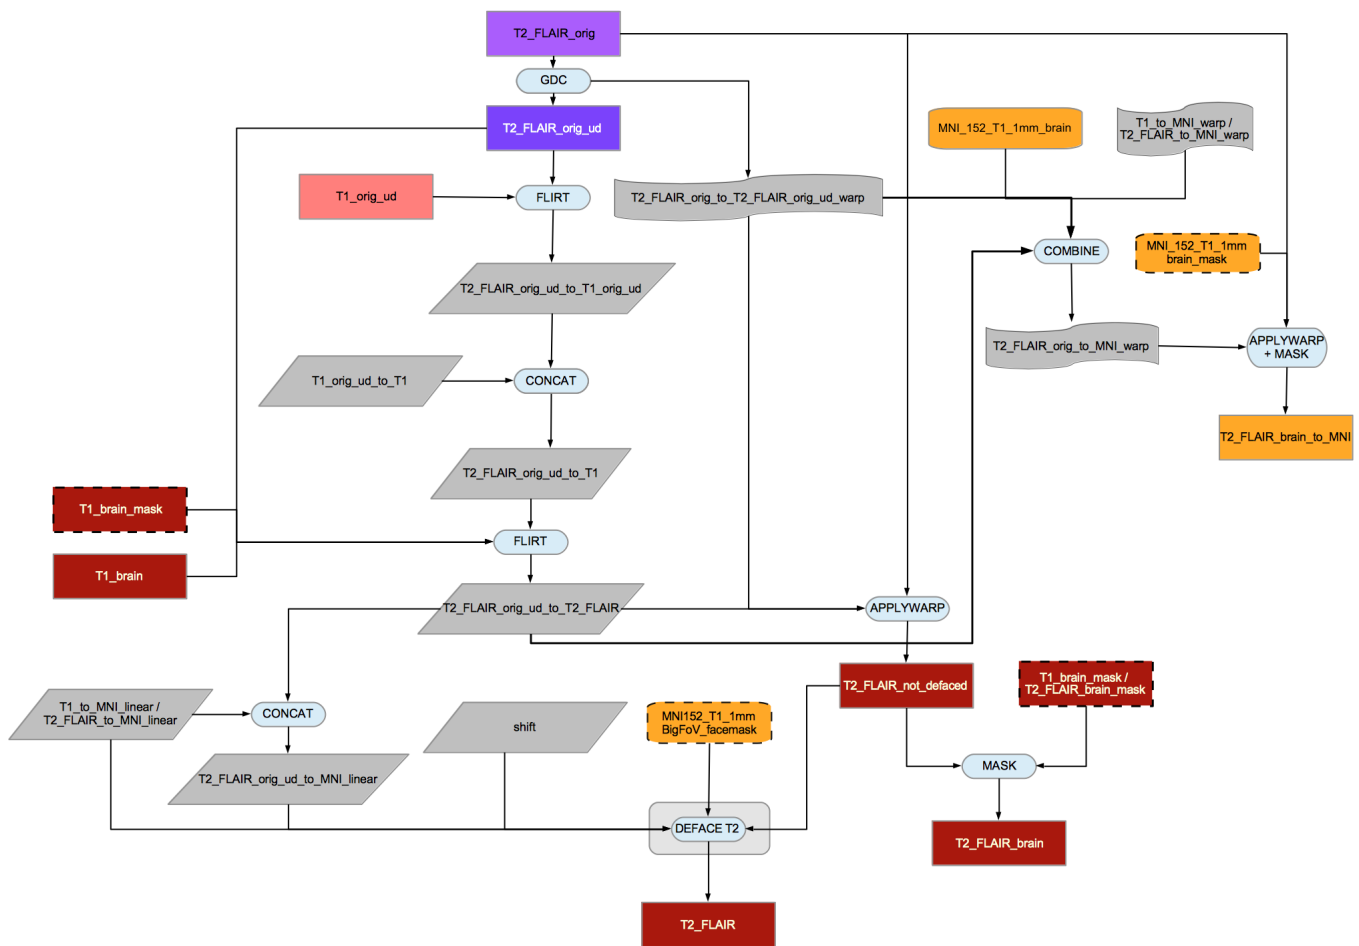 T2_FLAIR_orig
GDC
T2_FLAIR_orig_ud
MNI_152_T1_1mm_brain
T1_to_MNI_warp /
T2_FLAIR_to_MNI_warp
T1_orig_ud
FLIRT
T2_FLAIR_orig_to_T2_FLAIR_orig_ud_warp
COMBINE
MNI_152_T1_1mm
brain_mask
T2_FLAIR_orig_ud_to_T1_orig_ud
T2_FLAIR_orig_to_MNI_warp
APPLYWARP
+ MASK
T1_orig_ud_to_T1
CONCAT
T2_FLAIR_brain_to_MNI
T2_FLAIR_orig_ud_to_T1
T1_brain_mask
FLIRT
T1_brain
T2_FLAIR_orig_ud_to_T2_FLAIR
APPLYWARP
T2_FLAIR_not_defaced
T1_brain_mask /
T2_FLAIR_brain_mask
T1_to_MNI_linear /
T2_FLAIR_to_MNI_linear
CONCAT
shift
MNI152_T1_1mm
BigFoV_facemask
T2_FLAIR_orig_ud_to_MNI_linear
MASK
DEFACE T2
T2_FLAIR_brain
T2_FLAIR